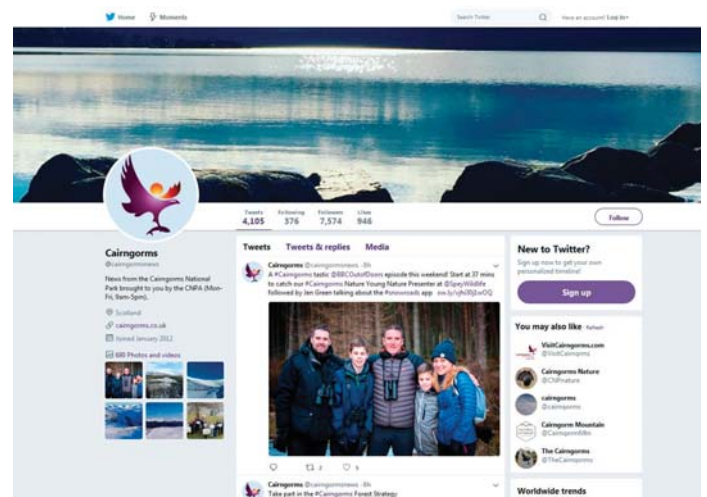 Home
Moments
Search Twitter
Have an account? Log in
Tweets
4,105
Following
376
Followers
7,574
Likes
946
Follow
Cairngorms
@cairngormsnews
News from the Cairngorms National
Park brought to you by the CNPA (Mon-
Fri, 9am-5pm).
Scotland
cairngorms.co.uk
Joined January 2012
Photos and videos
Tweets Tweets & replies Media
Cairngorms @cairngormsnews
A #Cairngorms tastic @BBCOutofDoors episode this weekend! Start at 37 mins
to catch our #Cairngorms Nature Young Nature Presenter at @SpeyWildlife
followed by Jen Green talking about the #snowroads app
2
5
Cairngorms @cairngormsnews
Take part in the #Cairngorms Forest Strategy
New to Twitter?
Sign up now to get your own
personalized timeline!
Sign up
You may also like Refresh
VisitCairngorms.com
@VisitCairngrms
Cairngorms Nature
@CNPnature
cairngorms
@cairngorms
Cairngorm Mountain
@CairngormMtn
The Cairngorms
@TheCairngorms
Worldwide trends